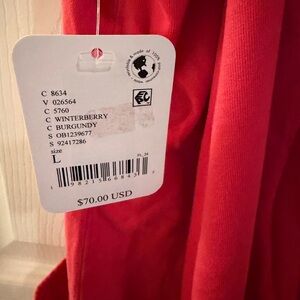 C 8634
V 026564
C 5760
C WINTERBERRY
C BURGUNDY
S OB1239677
S 92417286
size
L
$70.00 USD